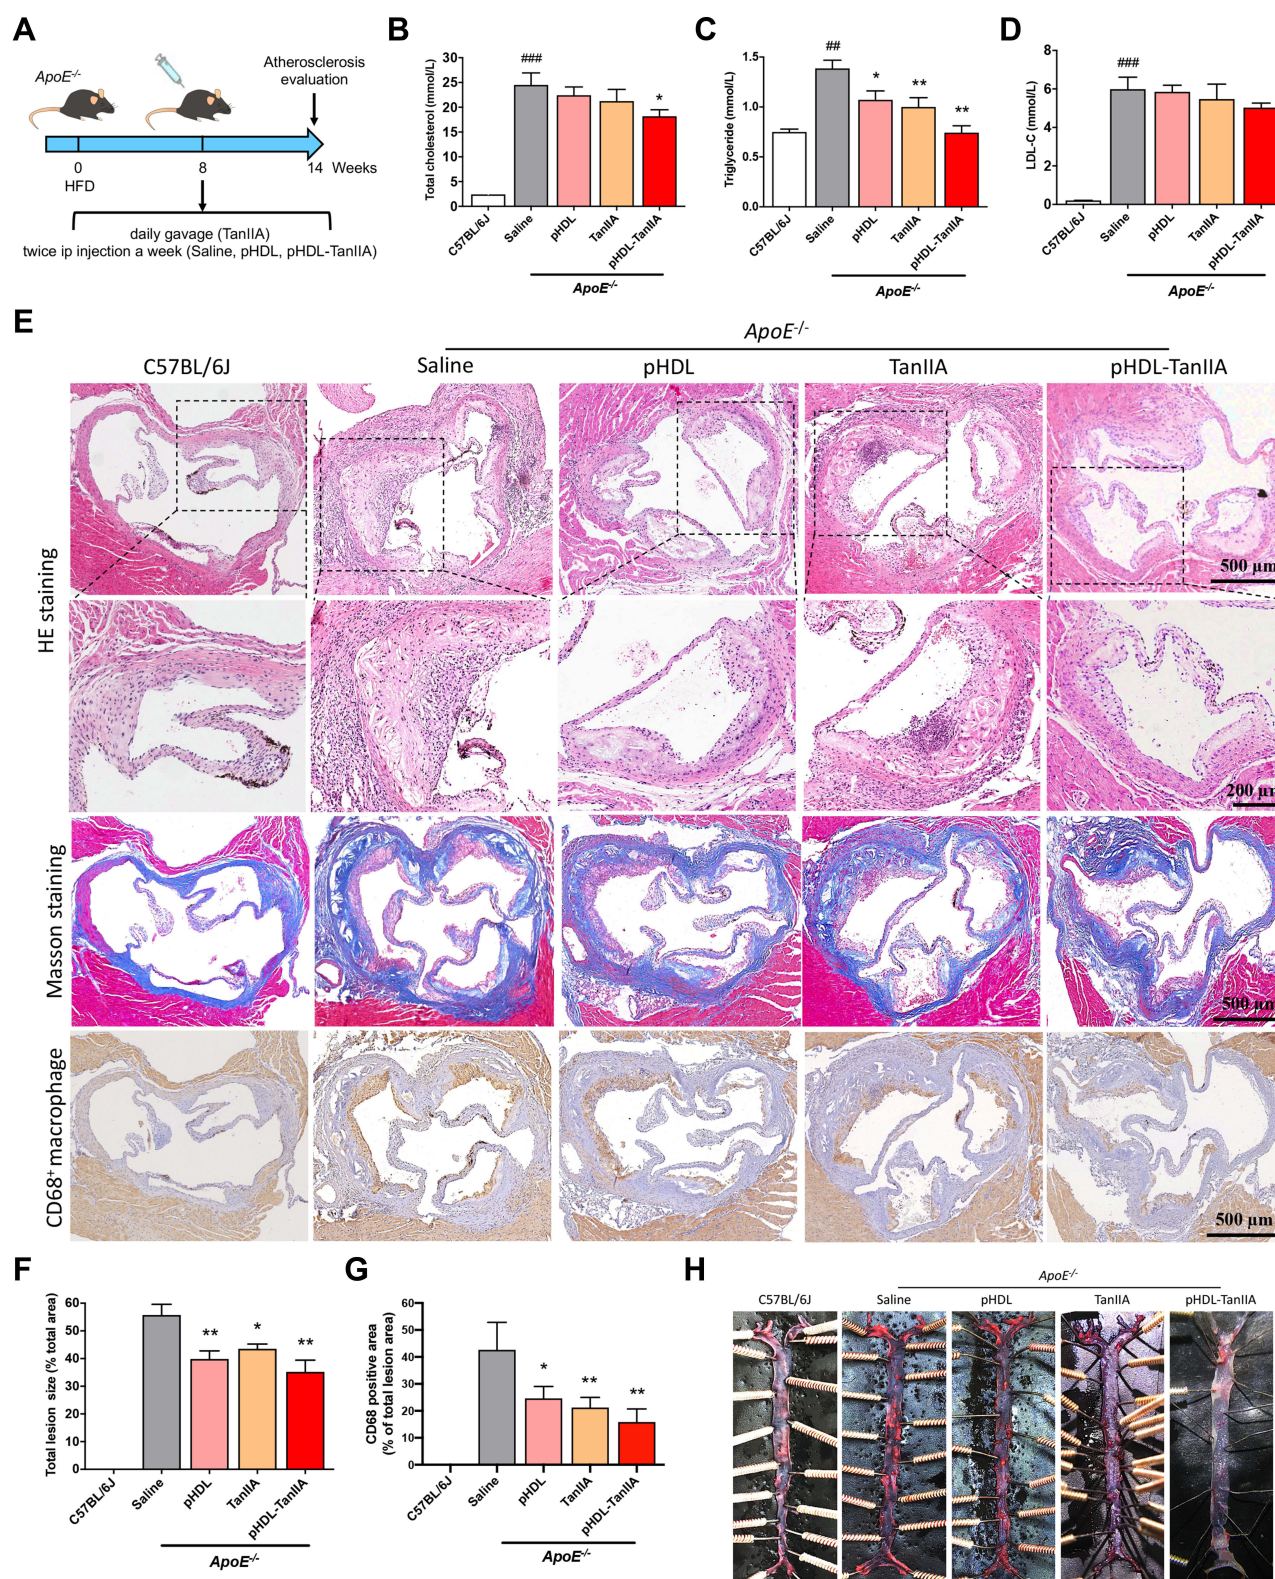 A
ApoE-/-
Atherosclerosis
evaluation
0
8
14
Weeks
HFD
daily gavage (TanIIA)
twice ip injection a week (Saline, pHDL, pHDL-TanIIA)
B
Total cholesterol (mmol/L)
30
25
20
15
10
5
0
###
*
C57BL/6J
Saline
pHDL
TanIIA
pHDL-TanIIA
ApoE-/-
C
Triglyceride (mmol/L)
1.5
1.0
0.5
0.0
##
*
**
**
C57BL/6J
Saline
pHDL
TanIIA
pHDL-TanIIA
ApoE-/-
D
LDL-C (mmol/L)
8
6
4
2
0
###
C57BL/6J
Saline
pHDL
TanIIA
pHDL-TanIIA
ApoE-/-
E
ApoE-/-
C57BL/6J
Saline
pHDL
TanIIA
pHDL-TanIIA
HE staining
500 µm
200 µm
Masson staining
500 µm
CD68+ macrophage
500 µm
F
Total lesion size (% total area)
60
50
40
30
20
10
0
**
*
**
C57BL/6J
Saline
pHDL
TanIIA
pHDL-TanIIA
ApoE-/-
G
CD68 positive area
(% of total lesion area)
60
50
40
30
20
10
0
*
**
**
C57BL/6J
Saline
pHDL
TanIIA
pHDL-TanIIA
ApoE-/-
H
ApoE-/-
C57BL/6J
Saline
pHDL
TanIIA
pHDL-TanIIA